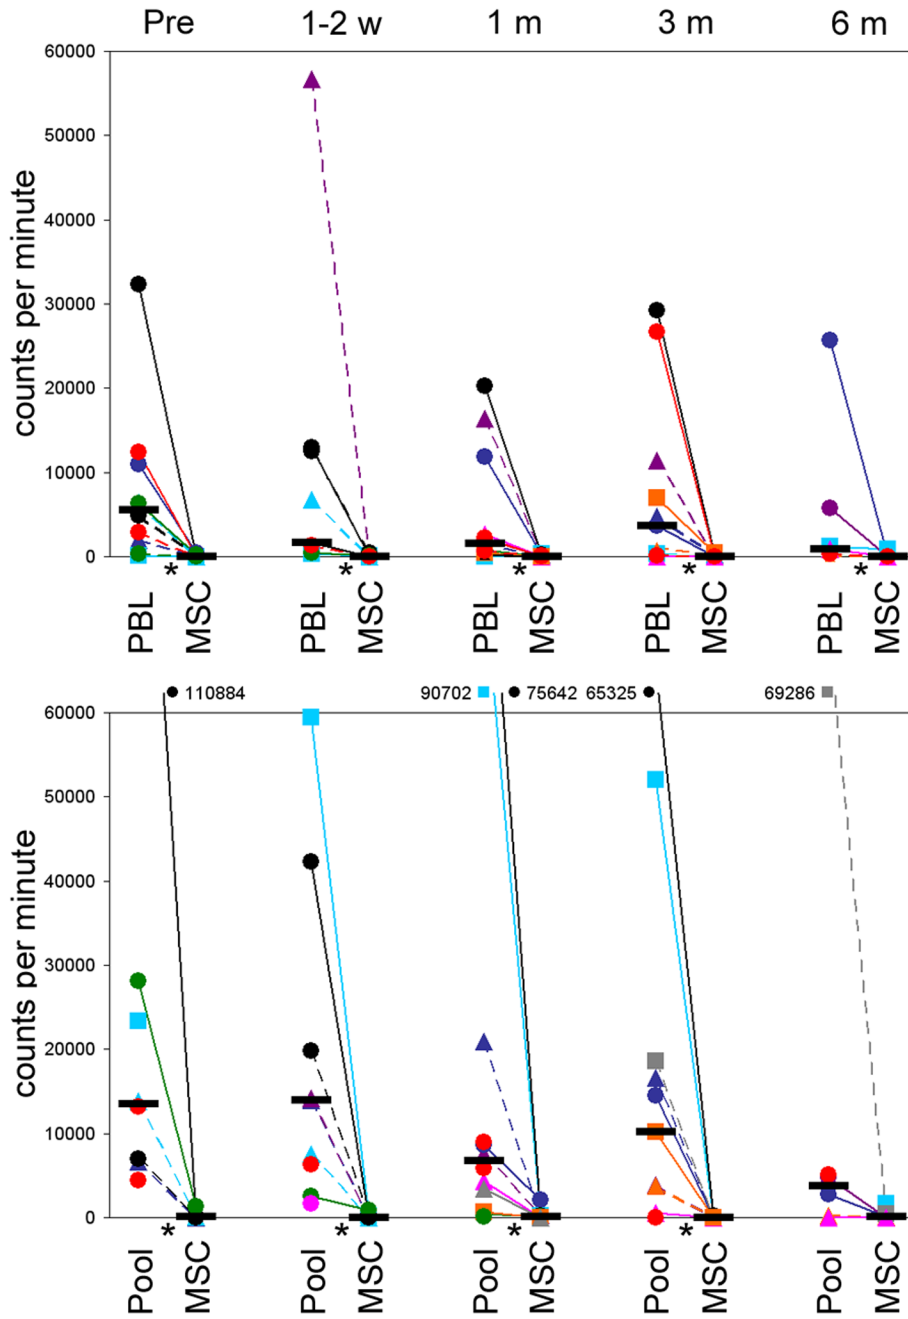 Pre 1-2 w 1 m 3 m 6 m
60000
50000
40000
30000
20000
10000
0
counts per minute
* * * * *
PBL MSC PBL MSC PBL MSC PBL MSC PBL MSC
110884 90702 75642 65325 69286
60000
50000
40000
30000
20000
10000
0
counts per minute
* * * *
Pool MSC Pool MSC Pool MSC Pool MSC Pool MSC